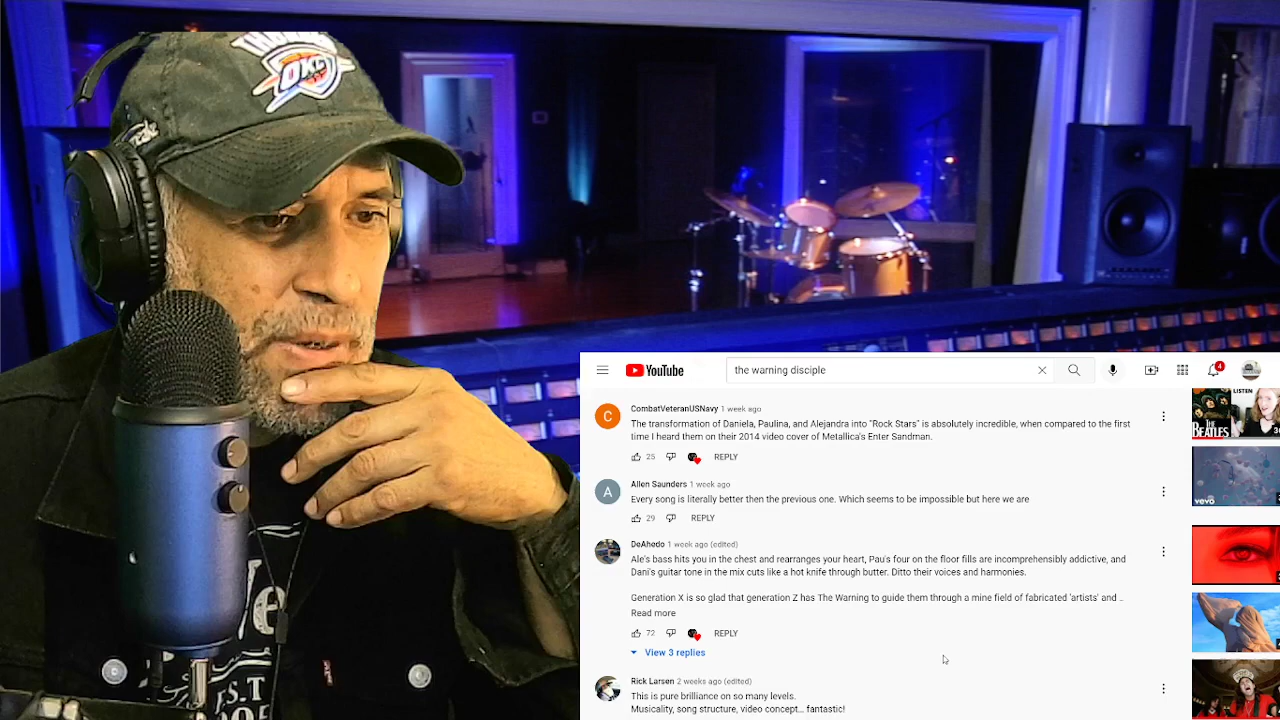 OKC
YouTube
the warning disciple
4
CombatVeteranUSNavy 1 week ago
The transformation of Daniela, Paulina, and Alejandra into "Rock Stars" is absolutely incredible, when compared to the first
time I heard them on their 2014 video cover of Metallica's Enter Sandman.
25 REPLY
Allen Saunders 1 week ago
Every song is literally better then the previous one. Which seems to be impossible but here we are
29 REPLY
DeAhedo 1 week ago (edited)
Ale's bass hits you in the chest and rearranges your heart, Pau's four on the floor fills are incomprehensibly addictive, and
Dani's guitar tone in the mix cuts like a hot knife through butter. Ditto their voices and harmonies.
Generation X is so glad that generation Z has The Warning to guide them through a mine field of fabricated 'artists' and ...
Read more
72 REPLY
View 3 replies
Rick Larsen 2 weeks ago (edited)
This is pure brilliance on so many levels.
Musicality, song structure, video concept... fantastic!
C
A
LISTEN
THE BEATLES
vevo